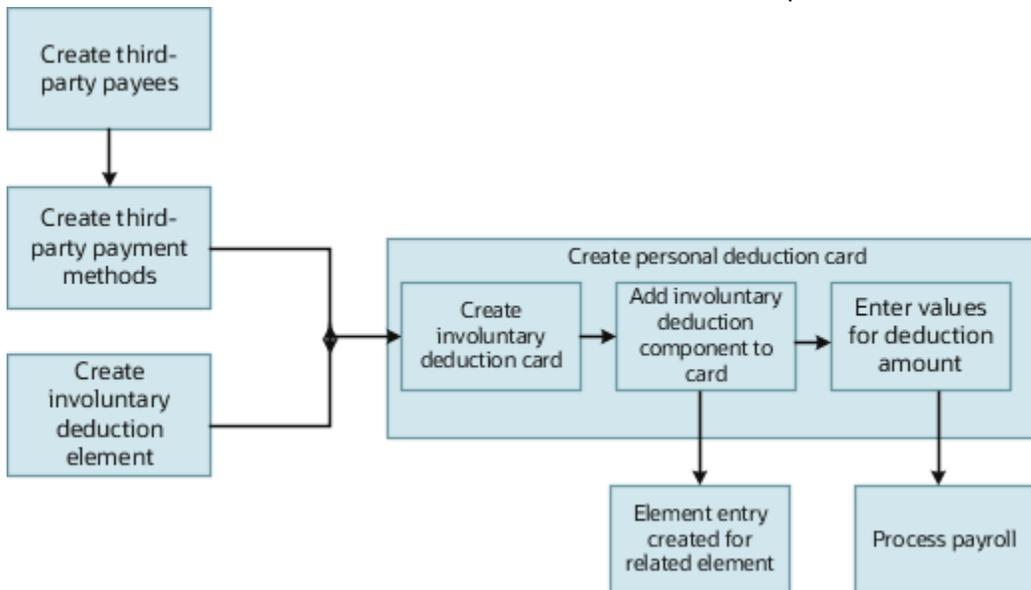 Create third-
party payees
Create third-
party payment
methods
Create
involuntary
deduction
element
Create personal deduction card
Create
involuntary
deduction card
Add involuntary
deduction
component to
card
Enter values
for deduction
amount
Element entry
created for
related element
Process payroll